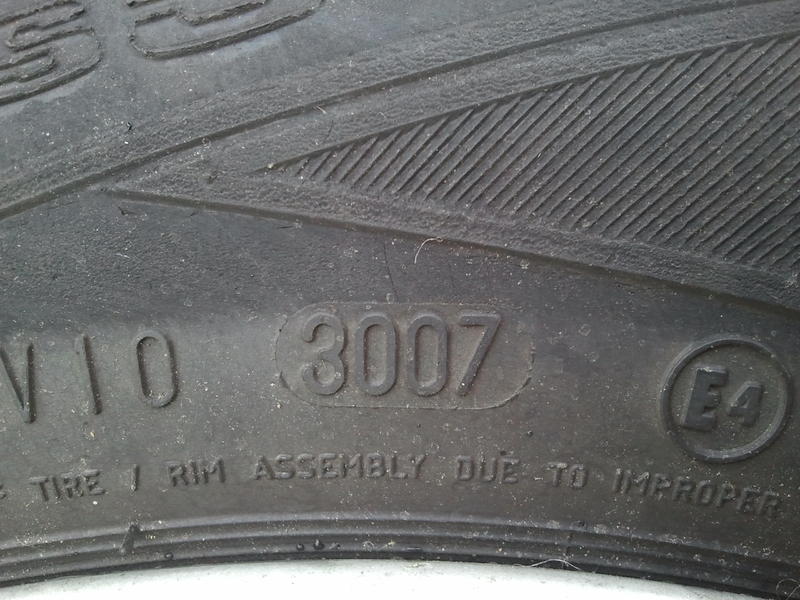 V10 3007 E4
TIRE / RIM ASSEMBLY DUE TO IMPROPER